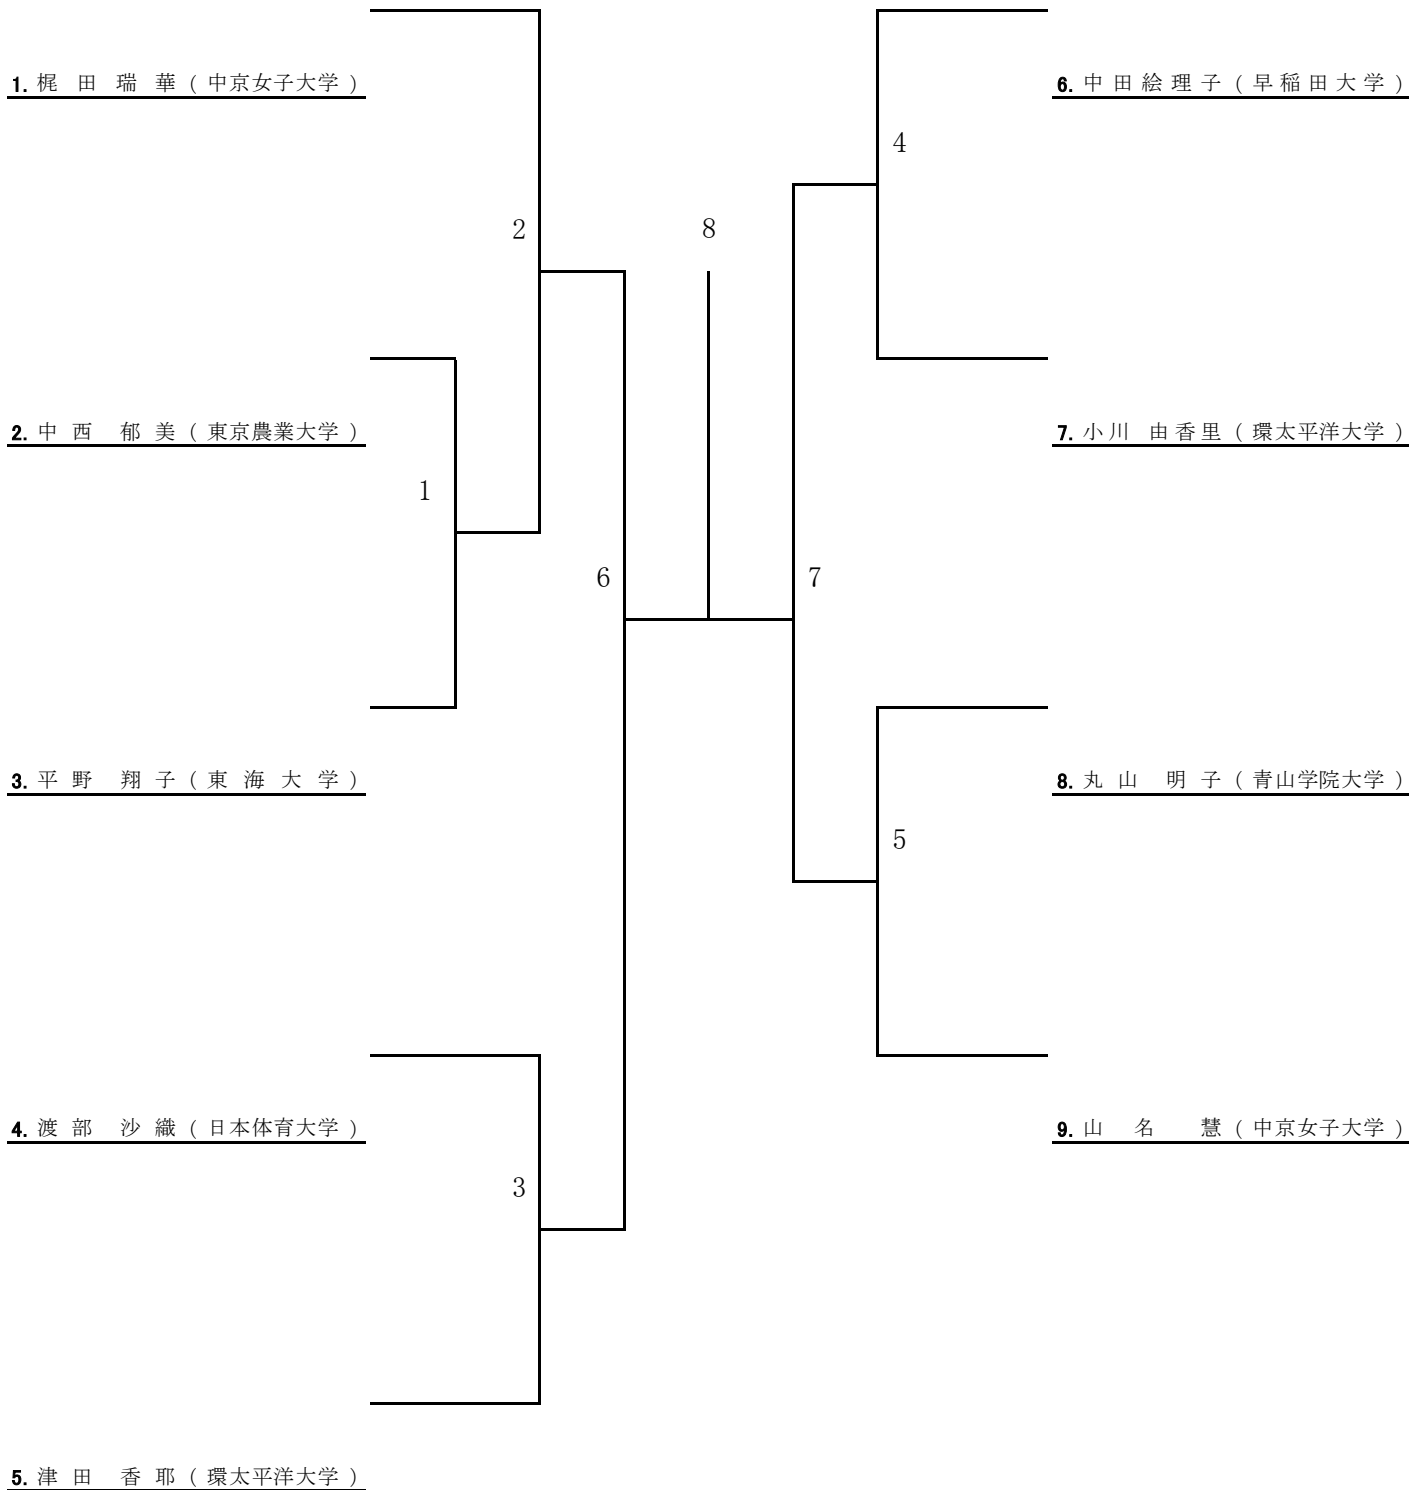 1. 梶田瑞華 ( 中京女子大学 )
2
2. 中西 郁美 ( 東京農業大学 )
1
3. 平野 翔子 ( 東海大学 )
6
4. 渡部 沙織 ( 日本体育大学 )
3
5. 津田 香耶 ( 環太平洋大学 )
8
6. 中田絵理子 ( 早稲田大学 )
4
7. 小川 由香里 ( 環太平洋大学 )
7
8. 丸山 明子 ( 青山学院大学 )
5
9. 山名 慧 ( 中京女子大学 )